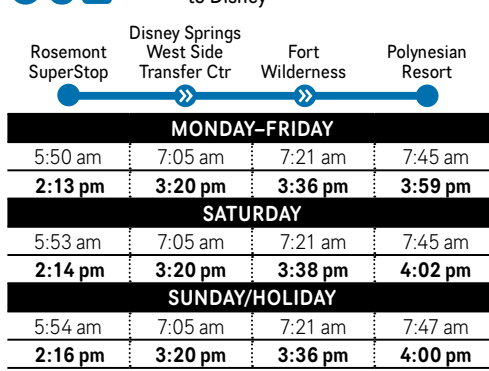 to Disney
Rosemont SuperStop
Disney Springs West Side Transfer Ctr
Fort Wilderness
Polynesian Resort
MONDAY–FRIDAY
5:50 am 7:05 am 7:21 am 7:45 am
2:13 pm 3:20 pm 3:36 pm 3:59 pm
SATURDAY
5:53 am 7:05 am 7:21 am 7:45 am
2:14 pm 3:20 pm 3:38 pm 4:02 pm
SUNDAY/HOLIDAY
5:54 am 7:05 am 7:21 am 7:47 am
2:16 pm 3:20 pm 3:36 pm 4:00 pm